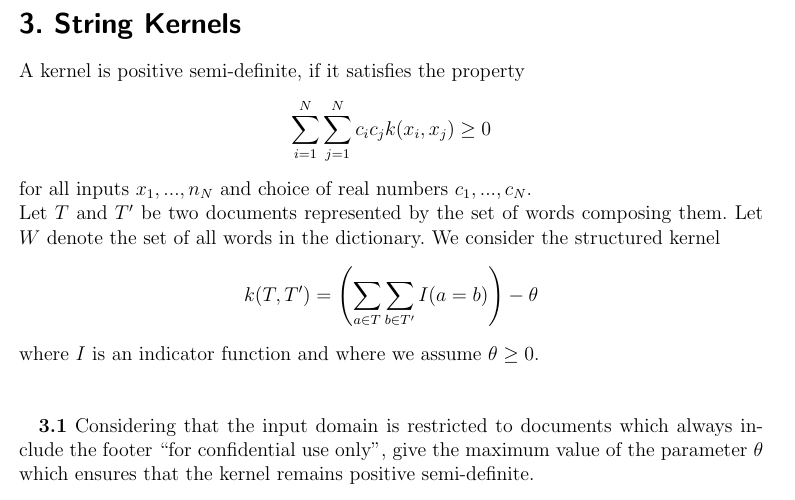 3. String Kernels
A kernel is positive semi-definite, if it satisfies the property
$$\sum_{i=1}^{N} \sum_{j=1}^{N} c_i c_j k(x_i, x_j) \geq 0$$
for all inputs $x_1, ..., n_N$ and choice of real numbers $c_1, ..., c_N$.
Let $T$ and $T'$ be two documents represented by the set of words composing them. Let
$W$ denote the set of all words in the dictionary. We consider the structured kernel
$$k(T, T') = \left( \sum_{a \in T} \sum_{b \in T'} I(a = b) \right) - \theta$$
where $I$ is an indicator function and where we assume $\theta \geq 0$.
3.1 Considering that the input domain is restricted to documents which always in-
clude the footer “for confidential use only”, give the maximum value of the parameter $\theta$
which ensures that the kernel remains positive semi-definite.